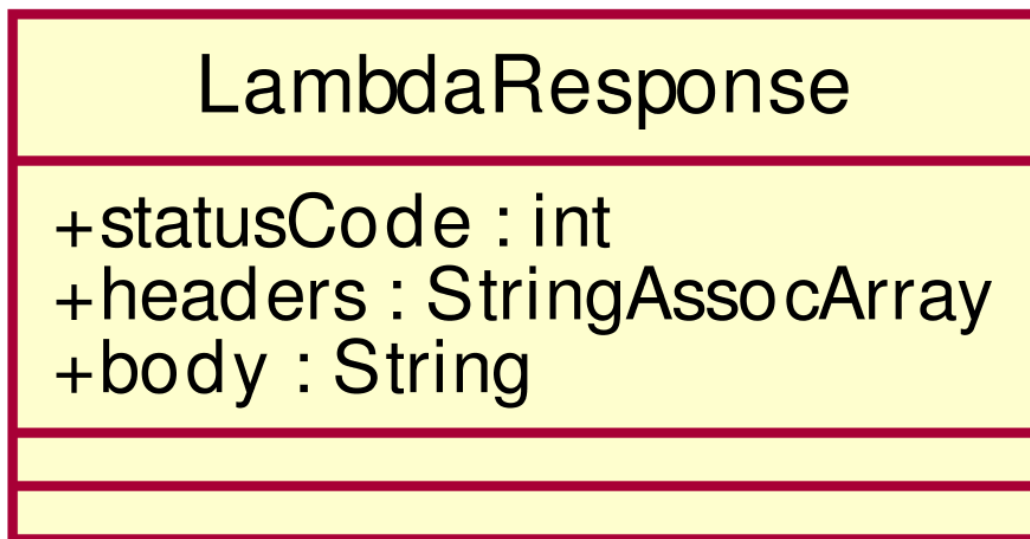 LambdaResponse
+statusCode : int
+headers : StringAssocArray
+body : String